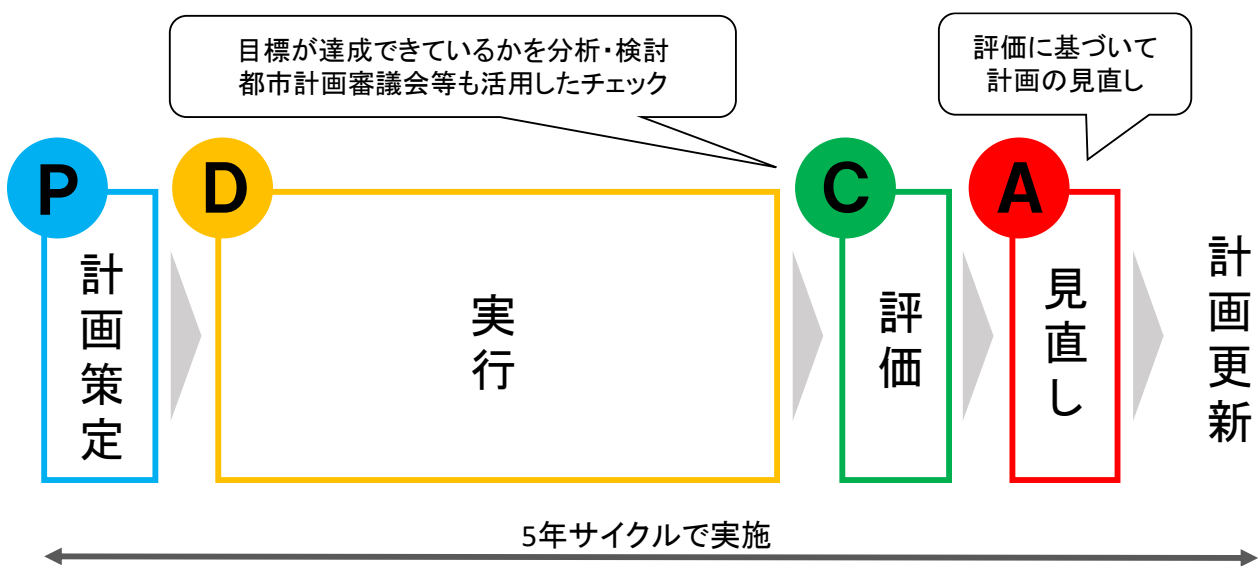 目標が達成できているかを分析・検討
都市計画審議会等も活用したチェック
評価に基づいて
計画の見直し
P
計画策定
D
実行
C
評価
A
見直し
計画更新
5年サイクルで実施